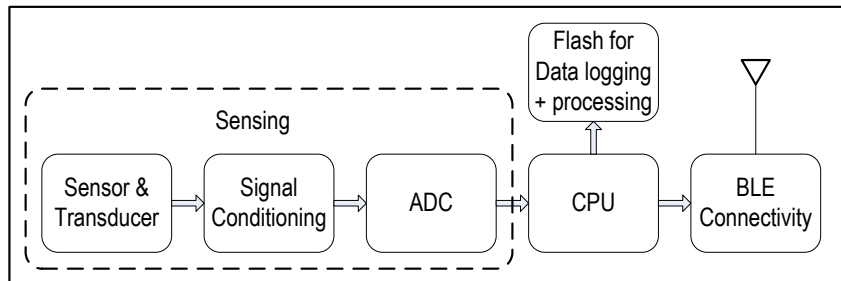 Flash for
Data logging
+ processing
Sensing
Sensor &
Transducer
Signal
Conditioning
ADC
CPU
BLE
Connectivity